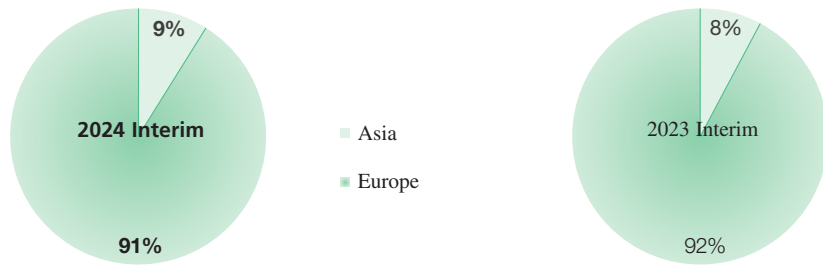 9%
2024 Interim
91%
Asia
Europe
8%
2023 Interim
92%